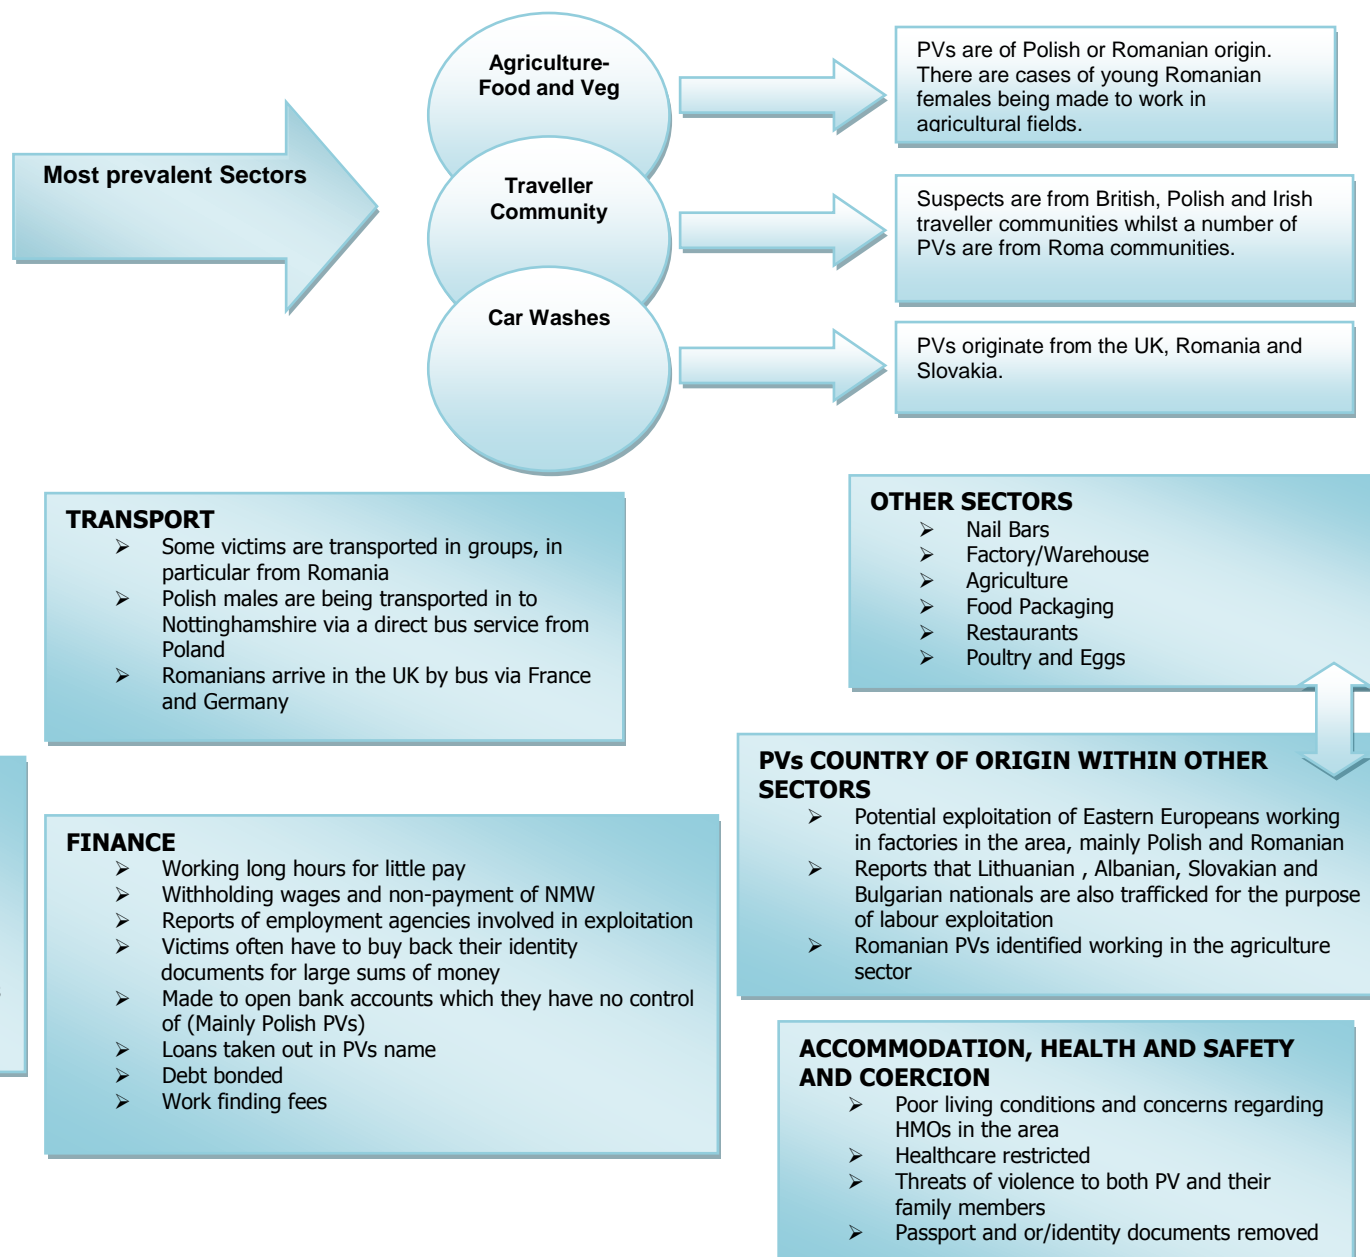 Most prevalent Sectors
Agriculture-
Food and Veg
Traveller
Community
Car Washes
PVs are of Polish or Romanian origin.
There are cases of young Romanian
females being made to work in
agricultural fields.
Suspects are from British, Polish and Irish
traveller communities whilst a number of
PVs are from Roma communities.
PVs originate from the UK, Romania and
Slovakia.
TRANSPORT
➢ Some victims are transported in groups, in
particular from Romania
➢ Polish males are being transported in to
Nottinghamshire via a direct bus service from
Poland
➢ Romanians arrive in the UK by bus via France
and Germany
OTHER SECTORS
➢ Nail Bars
➢ Factory/Warehouse
➢ Agriculture
➢ Food Packaging
➢ Restaurants
➢ Poultry and Eggs
FINANCE
➢ Working long hours for little pay
➢ Withholding wages and non-payment of NMW
➢ Reports of employment agencies involved in exploitation
➢ Victims often have to buy back their identity
documents for large sums of money
➢ Made to open bank accounts which they have no control
of (Mainly Polish PVs)
➢ Loans taken out in PVs name
➢ Debt bonded
➢ Work finding fees
PVs COUNTRY OF ORIGIN WITHIN OTHER
SECTORS
➢ Potential exploitation of Eastern Europeans working
in factories in the area, mainly Polish and Romanian
➢ Reports that Lithuanian , Albanian, Slovakian and
Bulgarian nationals are also trafficked for the purpose
of labour exploitation
➢ Romanian PVs identified working in the agriculture
sector
ACCOMMODATION, HEALTH AND SAFETY
AND COERCION
➢ Poor living conditions and concerns regarding
HMOs in the area
➢ Healthcare restricted
➢ Threats of violence to both PV and their
family members
➢ Passport and or/identity documents removed